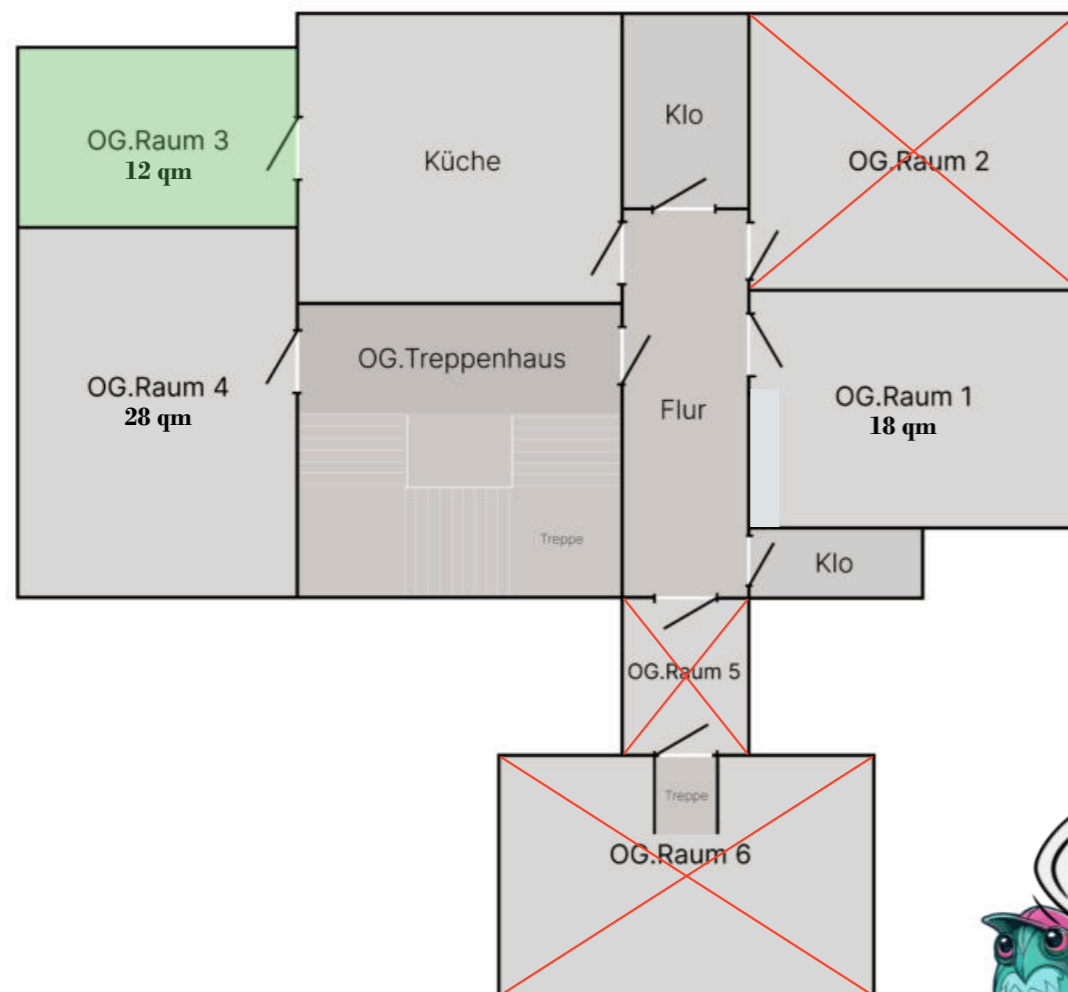 Klo
OG.Raum 3
12 qm
Küche
OG.Raum 2
OG.Treppenhaus
OG.Raum 4
28 qm
Flur
OG.Raum 1
18 qm
Treppe
Klo
OG.Raum 5
Treppe
OG.Raum 6